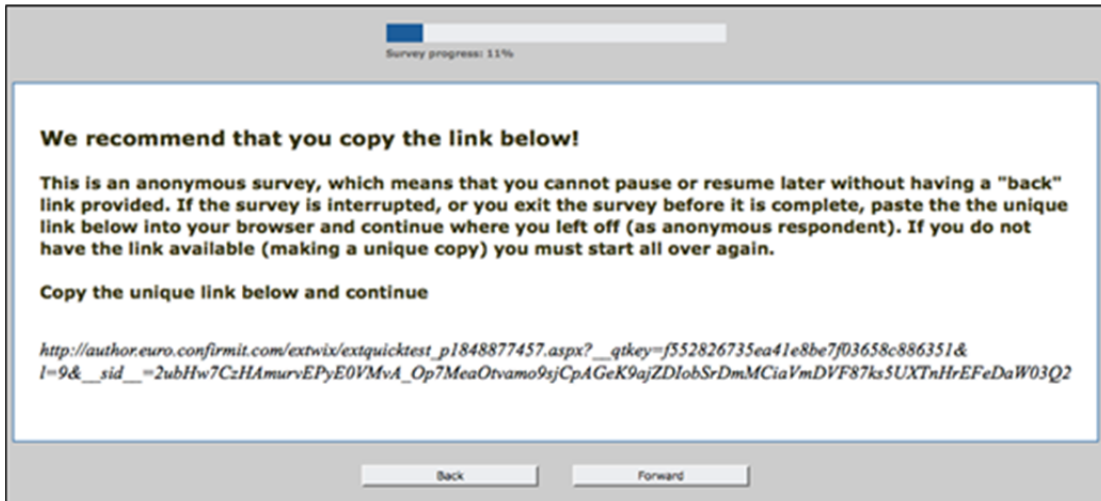 Survey progress: 11%
We recommend that you copy the link below!
This is an anonymous survey, which means that you cannot pause or resume later without having a "back"
link provided. If the survey is interrupted, or you exit the survey before it is complete, paste the the unique
link below into your browser and continue where you left off (as anonymous respondent). If you do not
have the link available (making a unique copy) you must start all over again.
Copy the unique link below and continue
http://author.euro.confirmit.com/extwix/extquicktest_p1848877457.aspx?__qtkey=f552826735ea41e8be7f03658c886351&
l=9&__sid__=2ubHw7CzHAmurvEPyE0VMvA_Op7MeaOtvamo9sjCpAGeK9ajZDIobSrDmMCiaVmDVF87ks5UXTnHrEFeDaW03Q2
Back
Forward